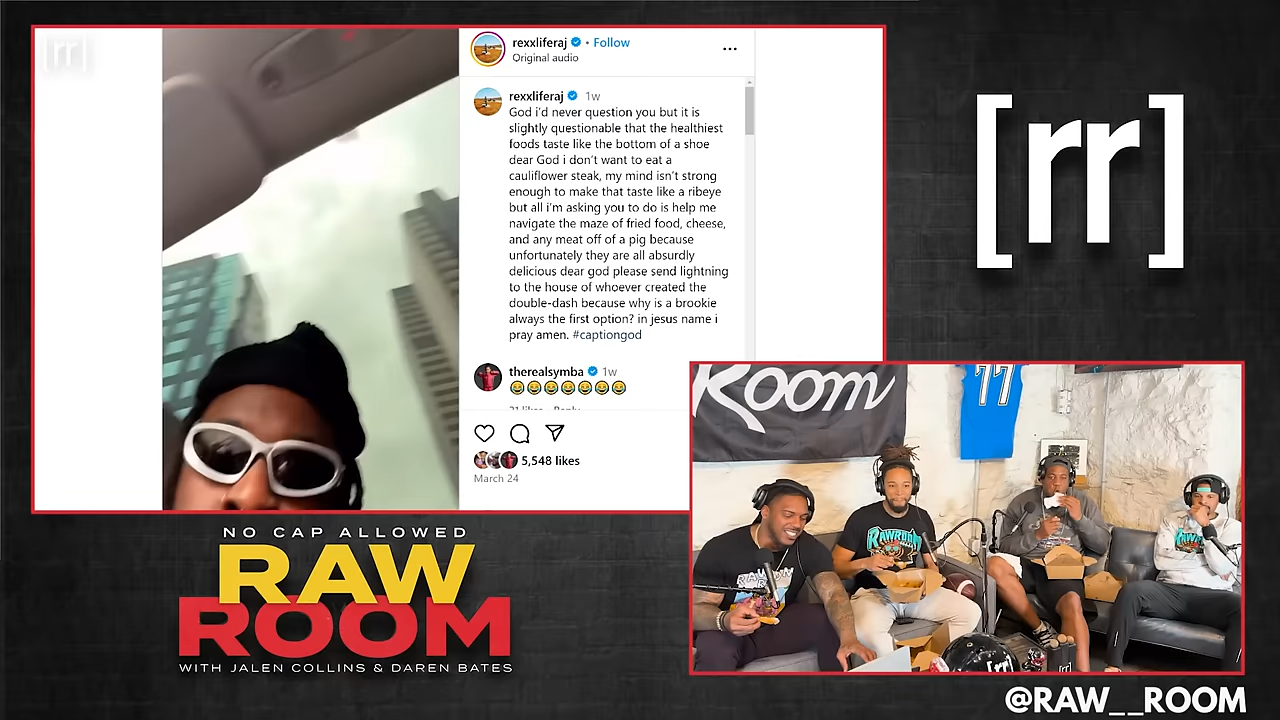 [rr]
rexxliferaj • Follow
Original audio
rexxliferaj 1w
God i'd never question you but it is
slightly questionable that the healthiest
foods taste like the bottom of a shoe
dear God i don't want to eat a
cauliflower steak, my mind isn't strong
enough to make that taste like a ribeye
but all i'm asking you to do is help me
navigate the maze of fried food, cheese,
and any meat off of a pig because
unfortunately they are all absurdly
delicious dear god please send lightning
to the house of whoever created the
double-dash because why is a brookie
always the first option? in jesus name i
pray amen. #captiongod
therealsymba 1w
5,548 likes
March 24
[rr]
Room
77
RAWROOM
[rr]
NO CAP ALLOWED
RAW
ROOM
WITH JALEN COLLINS & DAREN BATES
@RAW__ROOM